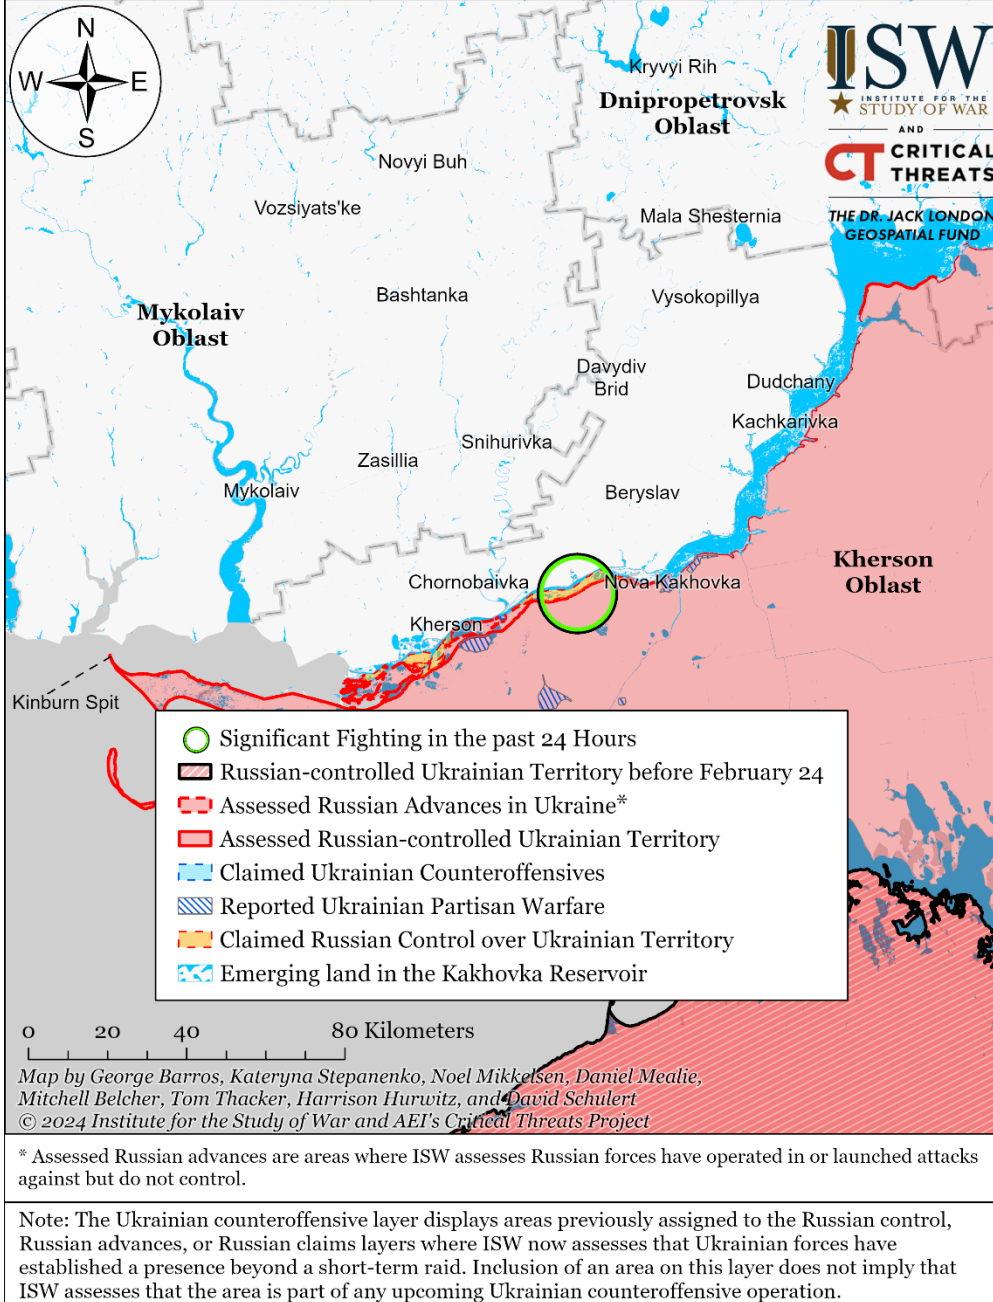 N
W E
S
ISW
INSTITUTE FOR THE
STUDY OF WAR
AND
CT CRITICAL
THREATS
THE DR. JACK LONDON
GEOSPATIAL FUND
Kryvyi Rih
Dnipropetrovsk
Oblast
Novyi Buh
Vozsiyats'ke
Mala Shesternia
Bashtanka
Vysokopillya
Mykolaiv
Oblast
Davydiv
Brid
Dudchany
Kachkarivka
Snihurivka
Zasillia
Mykolaiv
Beryslav
Kherson
Oblast
Chornobaivka
Nova Kakhovka
Kherson
Kinburn Spit
Significant Fighting in the past 24 Hours
Russian-controlled Ukrainian Territory before February 24
Assessed Russian Advances in Ukraine*
Assessed Russian-controlled Ukrainian Territory
Claimed Ukrainian Counteroffensives
Reported Ukrainian Partisan Warfare
Claimed Russian Control over Ukrainian Territory
Emerging land in the Kakhovka Reservoir
0 20 40 80 Kilometers
Map by George Barros, Kateryna Stepanenko, Noel Mikkelsen, Daniel Mealie,
Mitchell Belcher, Tom Thacker, Harrison Hurwitz, and David Schulert
© 2024 Institute for the Study of War and AEI's Critical Threats Project
* Assessed Russian advances are areas where ISW assesses Russian forces have operated in or launched attacks
against but do not control.
Note: The Ukrainian counteroffensive layer displays areas previously assigned to the Russian control,
Russian advances, or Russian claims layers where ISW now assesses that Ukrainian forces have
established a presence beyond a short-term raid. Inclusion of an area on this layer does not imply that
ISW assesses that the area is part of any upcoming Ukrainian counteroffensive operation.